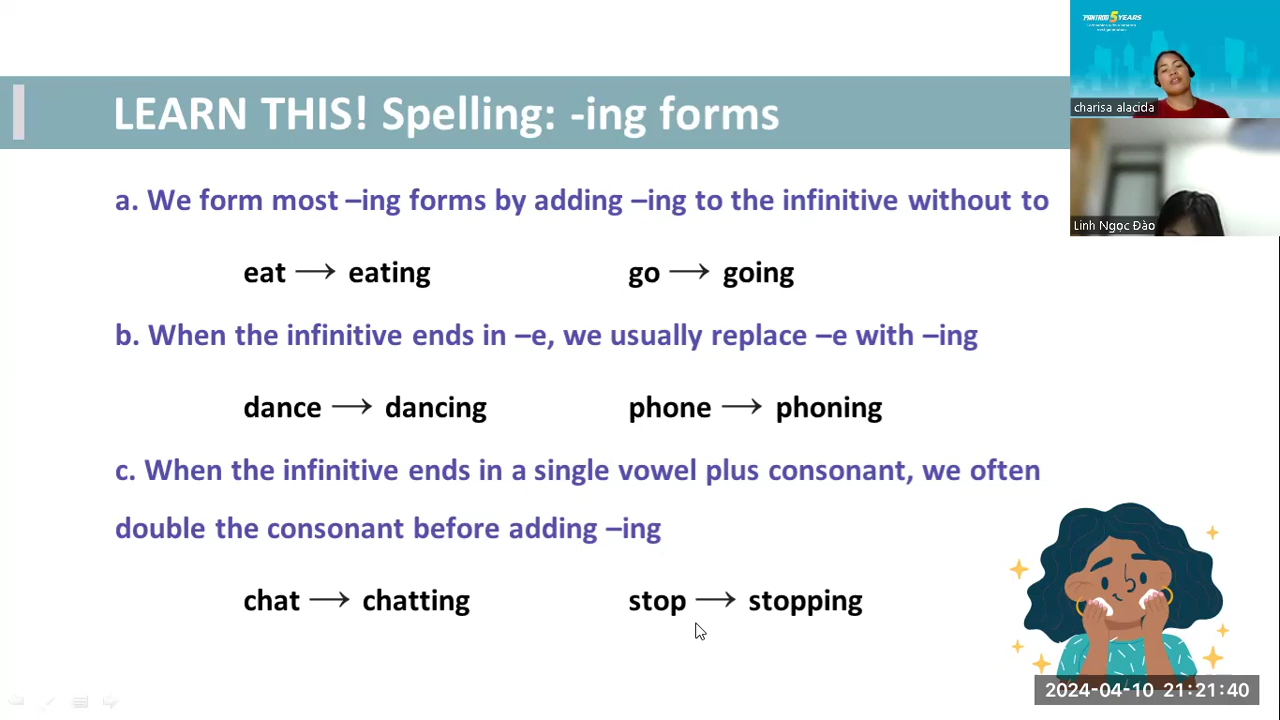 PANTADO 5 YEARS
LEARN THIS! Spelling: -ing forms
charisa alacida
a. We form most –ing forms by adding –ing to the infinitive without to
Linh Ngọc Đào
eat → eating go → going
b. When the infinitive ends in –e, we usually replace –e with –ing
dance → dancing phone → phoning
c. When the infinitive ends in a single vowel plus consonant, we often
double the consonant before adding –ing
chat → chatting stop → stopping
2024-04-10 21:21:40